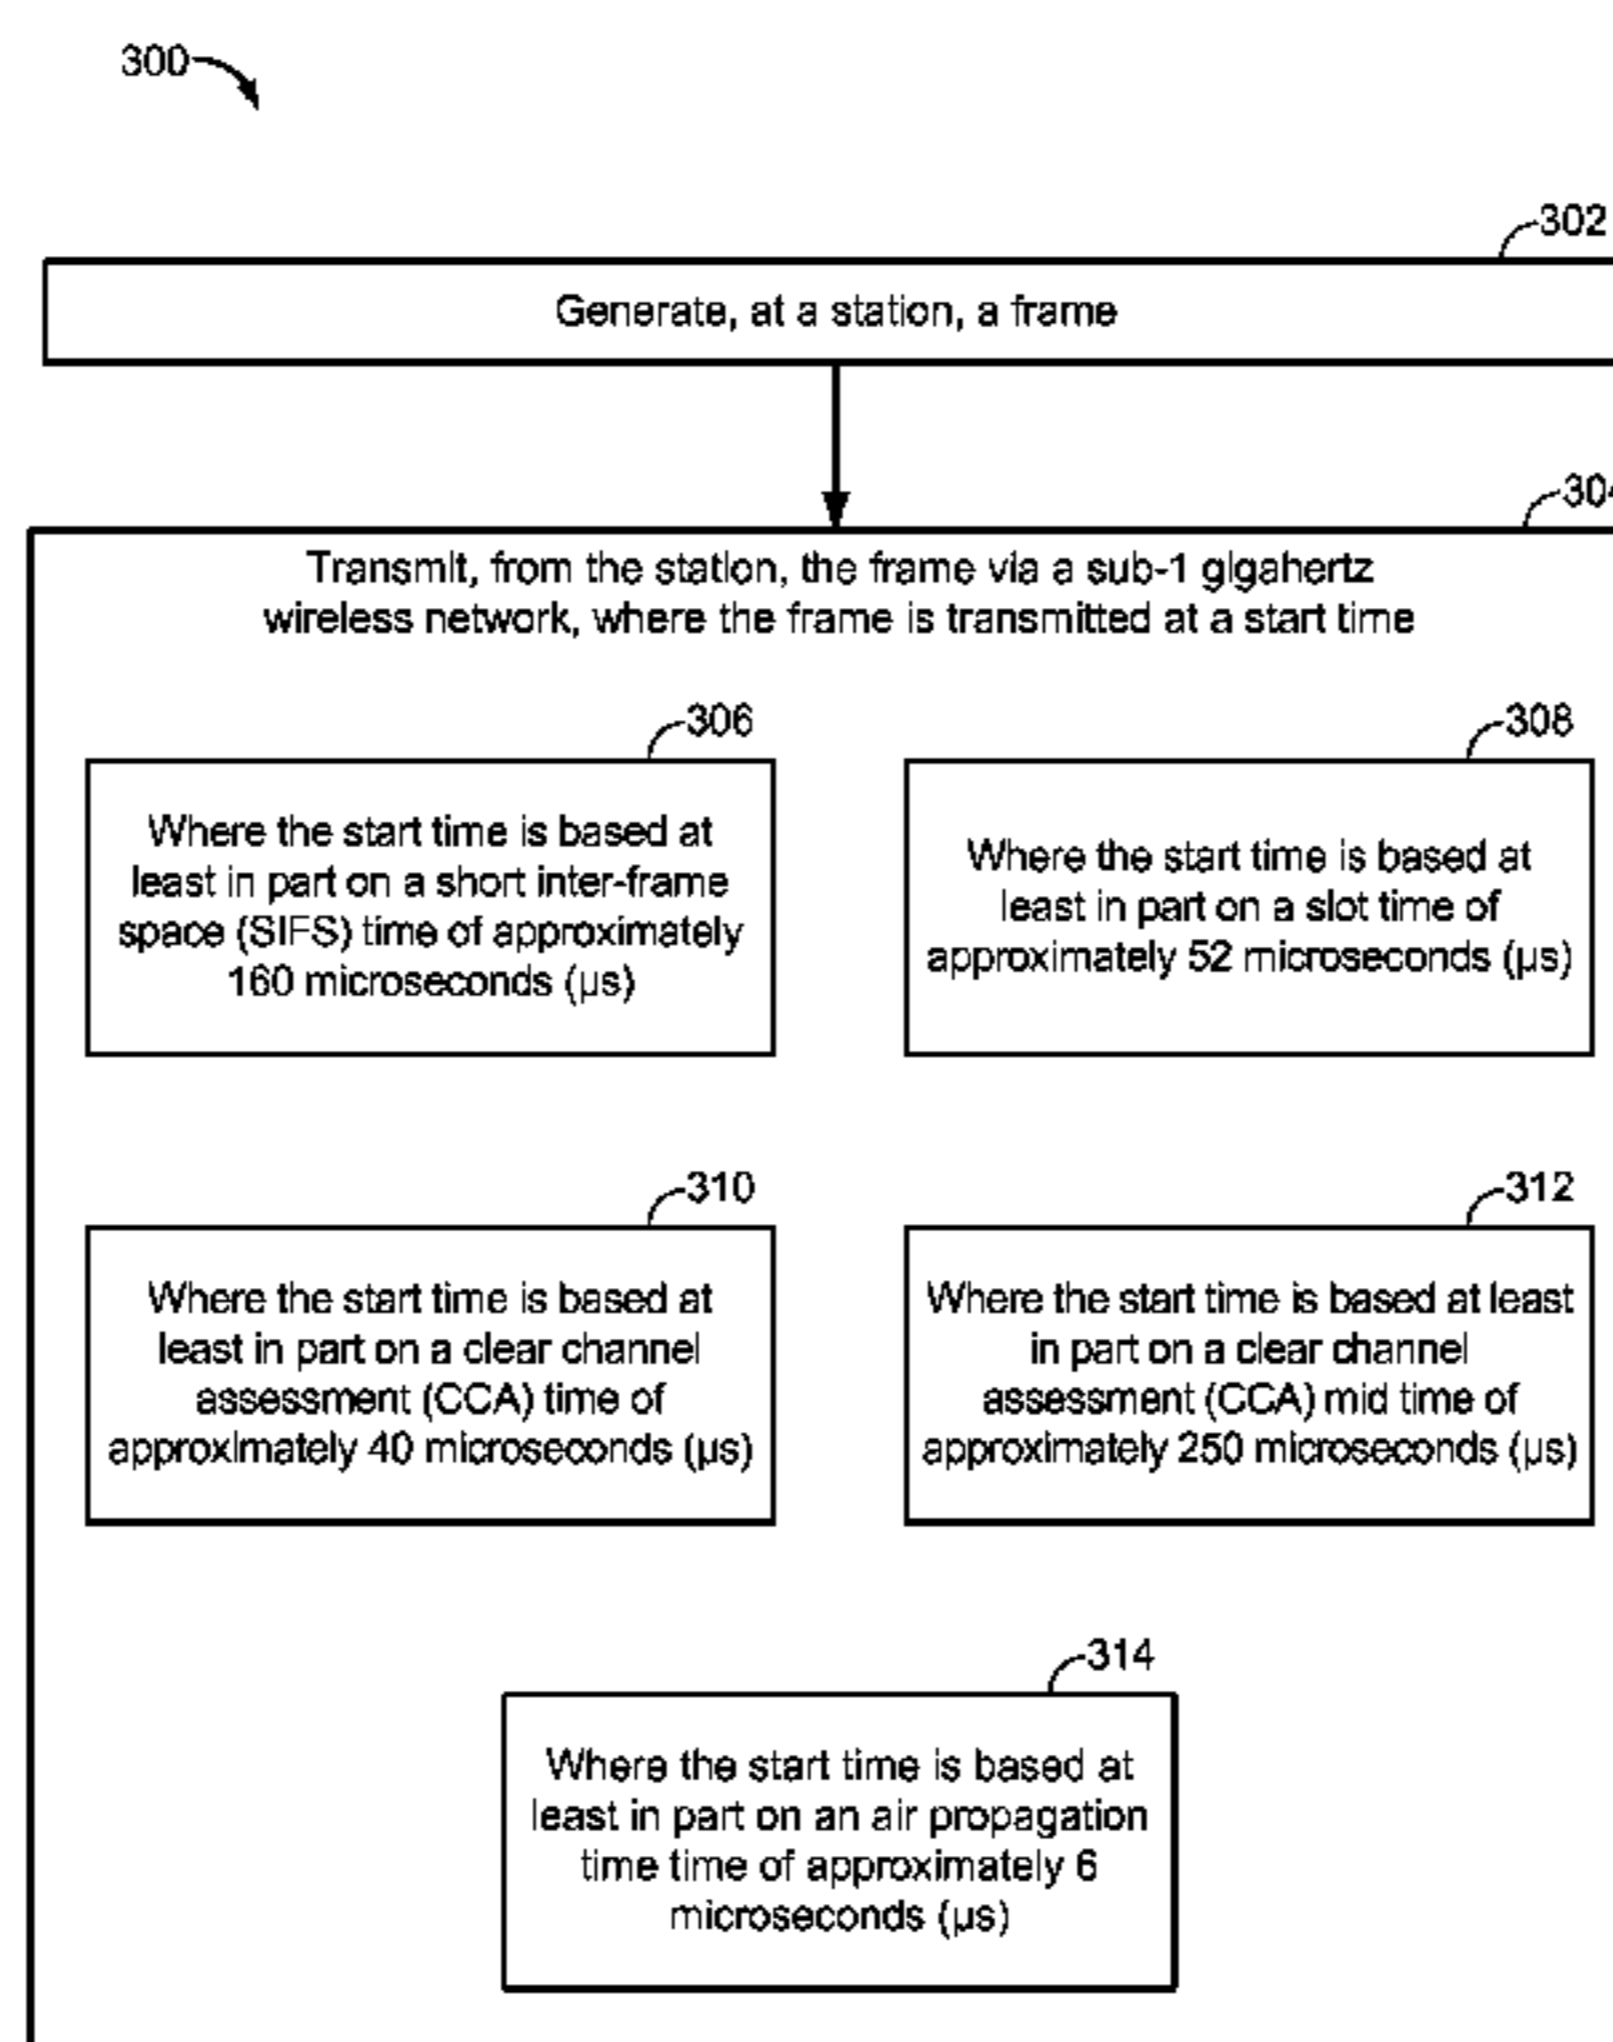 300
302
Generate, at a station, a frame
304
Transmit, from the station, the frame via a sub-1 gigahertz
wireless network, where the frame is transmitted at a start time
306
Where the start time is based at
least in part on a short inter-frame
space (SIFS) time of approximately
160 microseconds (µs)
308
Where the start time is based at
least in part on a slot time of
approximately 52 microseconds (µs)
310
Where the start time is based at
least in part on a clear channel
assessment (CCA) time of
approximately 40 microseconds (µs)
312
Where the start time is based at least
in part on a clear channel
assessment (CCA) mid time of
approximately 250 microseconds (µs)
314
Where the start time is based at
least in part on an air propagation
time time of approximately 6
microseconds (µs)